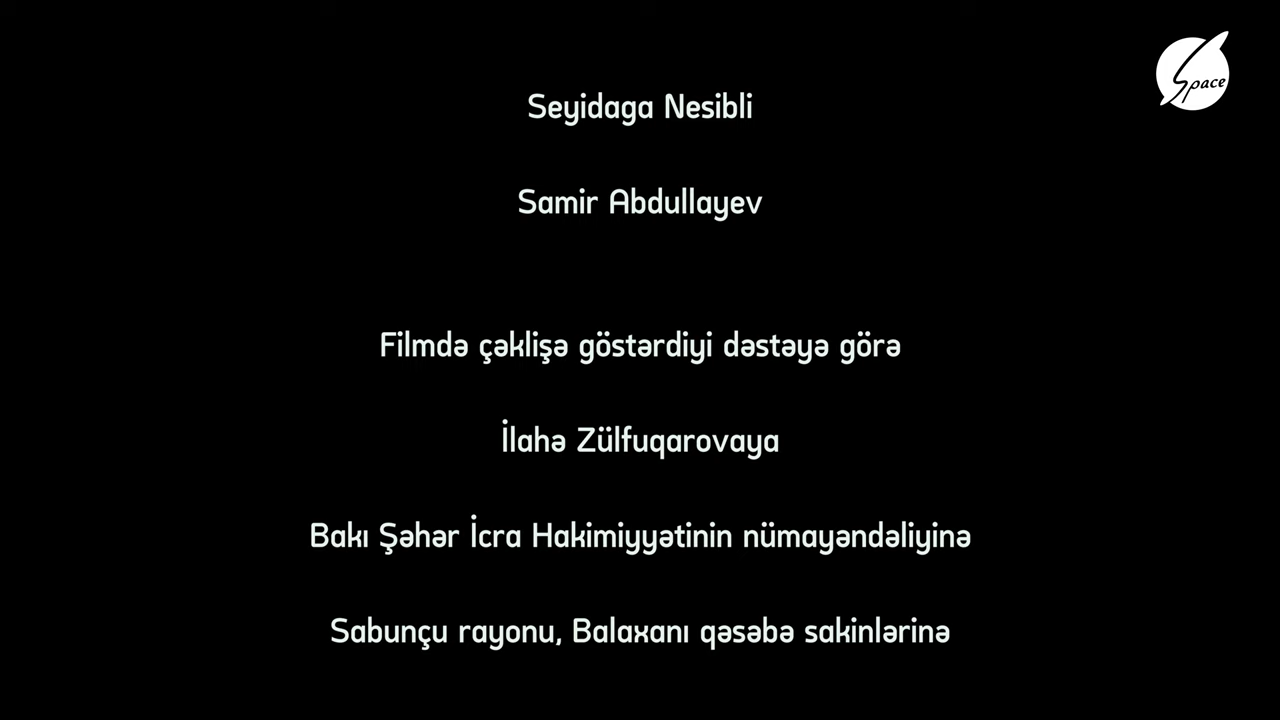 Space
Seyidaga Nesibli
Samir Abdullayev
Filmdə çəklişə göstərdiyi dəstəyə görə
İlahə Zülfuqarovaya
Bakı Şəhər İcra Hakimiyyətinin nümayəndəliyinə
Sabunçu rayonu, Balaxanı qəsəbə sakinlərinə